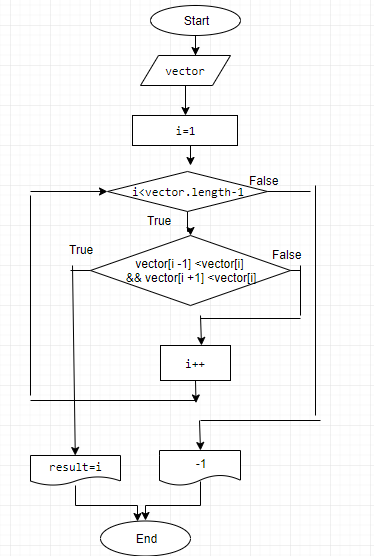 Start
vector
i=1
i<vector.length-1
False
True
True
vector[i -1] <vector[i]
&& vector[i +1] <vector[i]
False
i++
result=i
-1
End